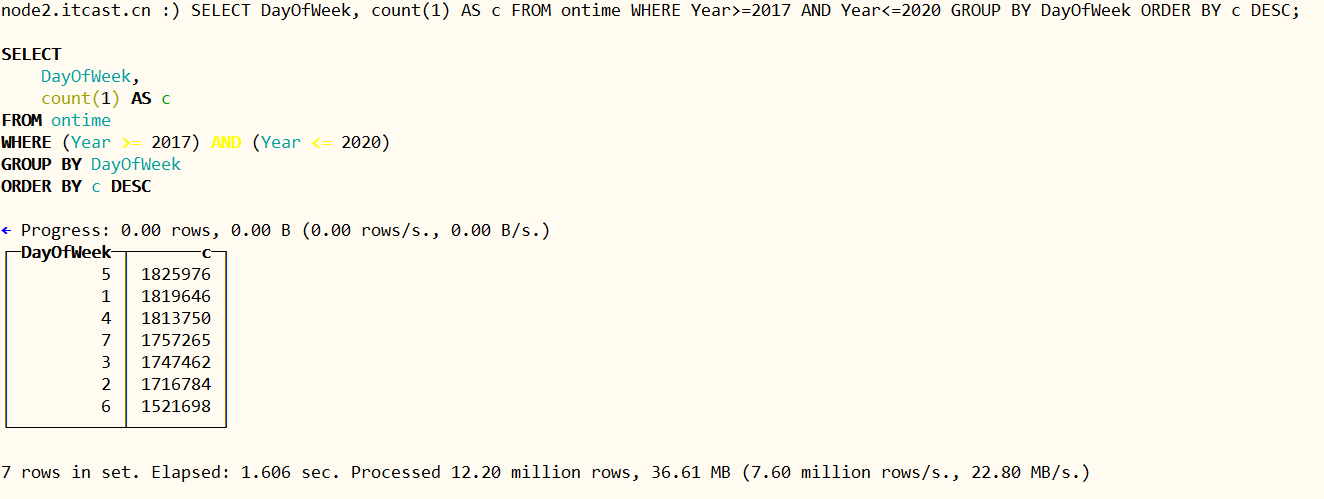 node2.itcast.cn :) SELECT DayOfWeek, count(1) AS c FROM ontime WHERE Year>=2017 AND Year<=2020 GROUP BY DayOfWeek ORDER BY c DESC;
SELECT
    DayOfWeek,
    count(1) AS c
FROM ontime
WHERE (Year >= 2017) AND (Year <= 2020)
GROUP BY DayOfWeek
ORDER BY c DESC
← Progress: 0.00 rows, 0.00 B (0.00 rows/s., 0.00 B/s.)
DayOfWeek c
5 1825976
1 1819646
4 1813750
7 1757265
3 1747462
2 1716784
6 1521698
7 rows in set. Elapsed: 1.606 sec. Processed 12.20 million rows, 36.61 MB (7.60 million rows/s., 22.80 MB/s.)